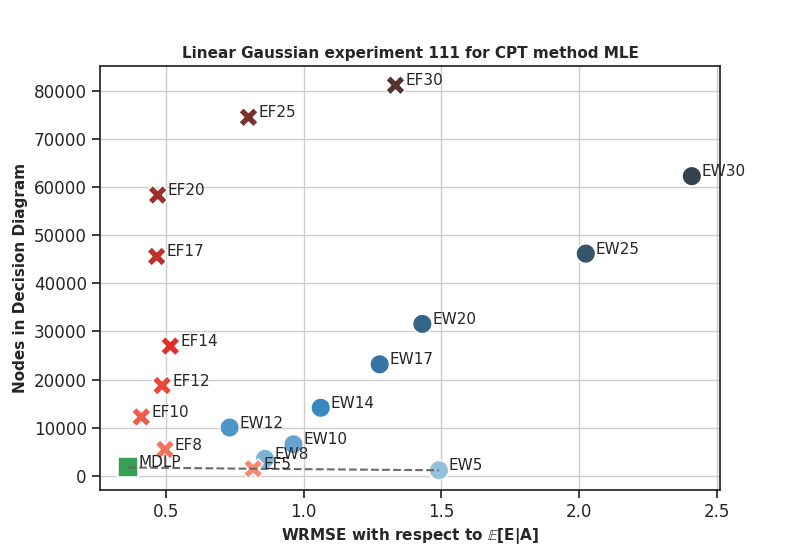 Linear Gaussian experiment 111 for CPT method MLE
Nodes in Decision Diagram
80000
70000
60000
50000
40000
30000
20000
10000
0
EF30
EF25
EW30
EF20
EF17
EW25
EW20
EF14
EW17
EF12
EW14
EF10
EW12
EW10
EF8
EW8
MDLP
EF5
EW5
0.5
1.0
1.5
2.0
2.5
WRMSE with respect to 𝔼[E|A]